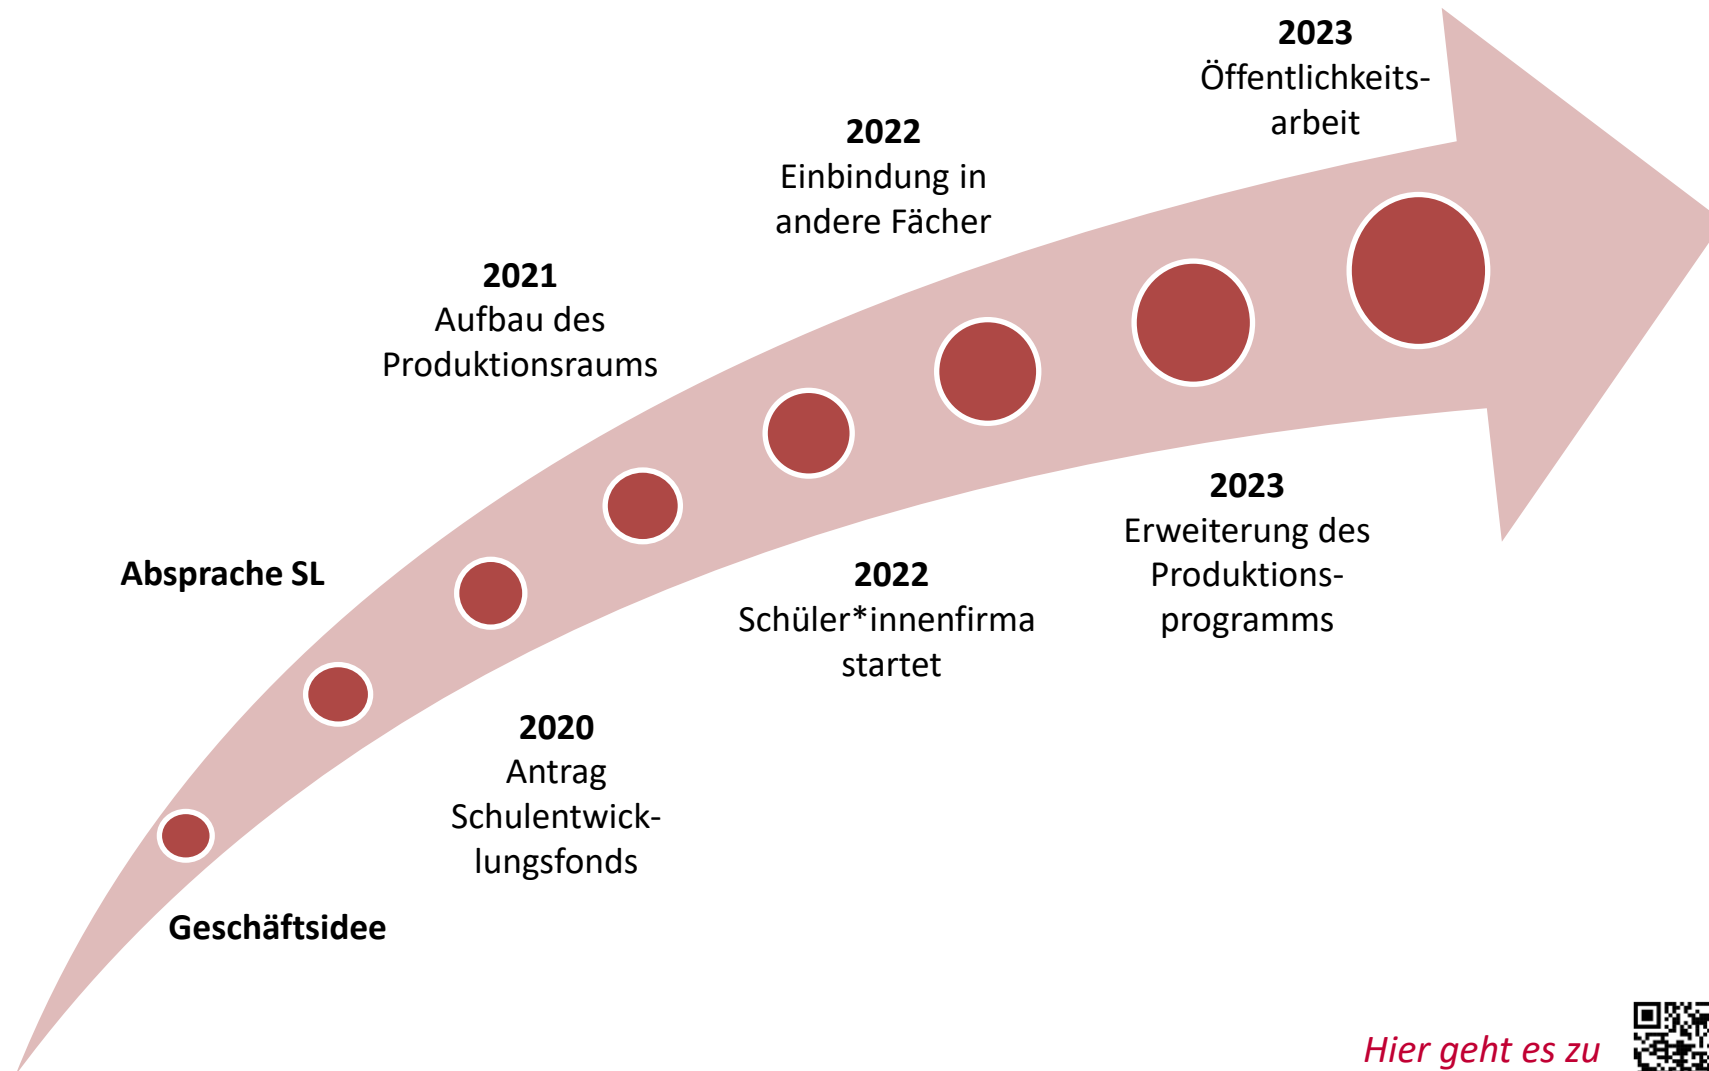 2023
Öffentlichkeits-
arbeit
2022
Einbindung in
andere Fächer
2021
Aufbau des
Produktionsraums
Absprache SL
2023
Erweiterung des
Produktions-
programms
2022
Schüler*innenfirma
startet
2020
Antrag
Schulentwick-
lungsfonds
Geschäftsidee
Hier geht es zu